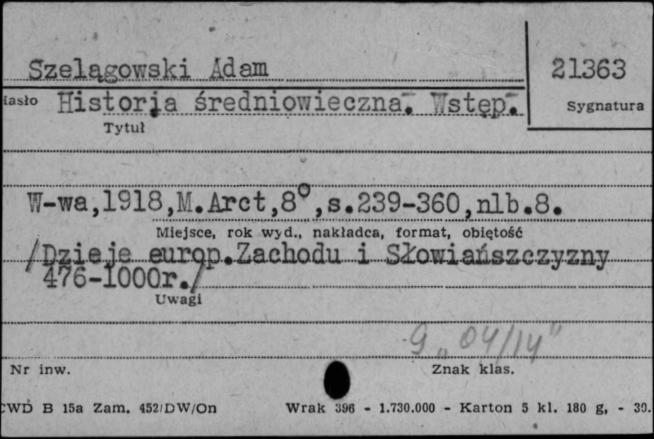 Szelągowski Adam
21363
iasło Historja średniowieczna. Wstęp.
Sygnatura
Tytuł
W-wa,1918,M.Arct,8°,s.239-360,nlb.8.
Miejsce, rok wyd., nakładca, format, objętość
/Dzieje europ.Zachodu i Słowiańszczyzny
476-1000r./
Uwagi
9 „04/14"
Nr inw.
Znak klas.
CWD B 15a Zam. 452/DW/On Wrak 396 - 1.730.000 - Karton 5 kl. 180 g, - 30.